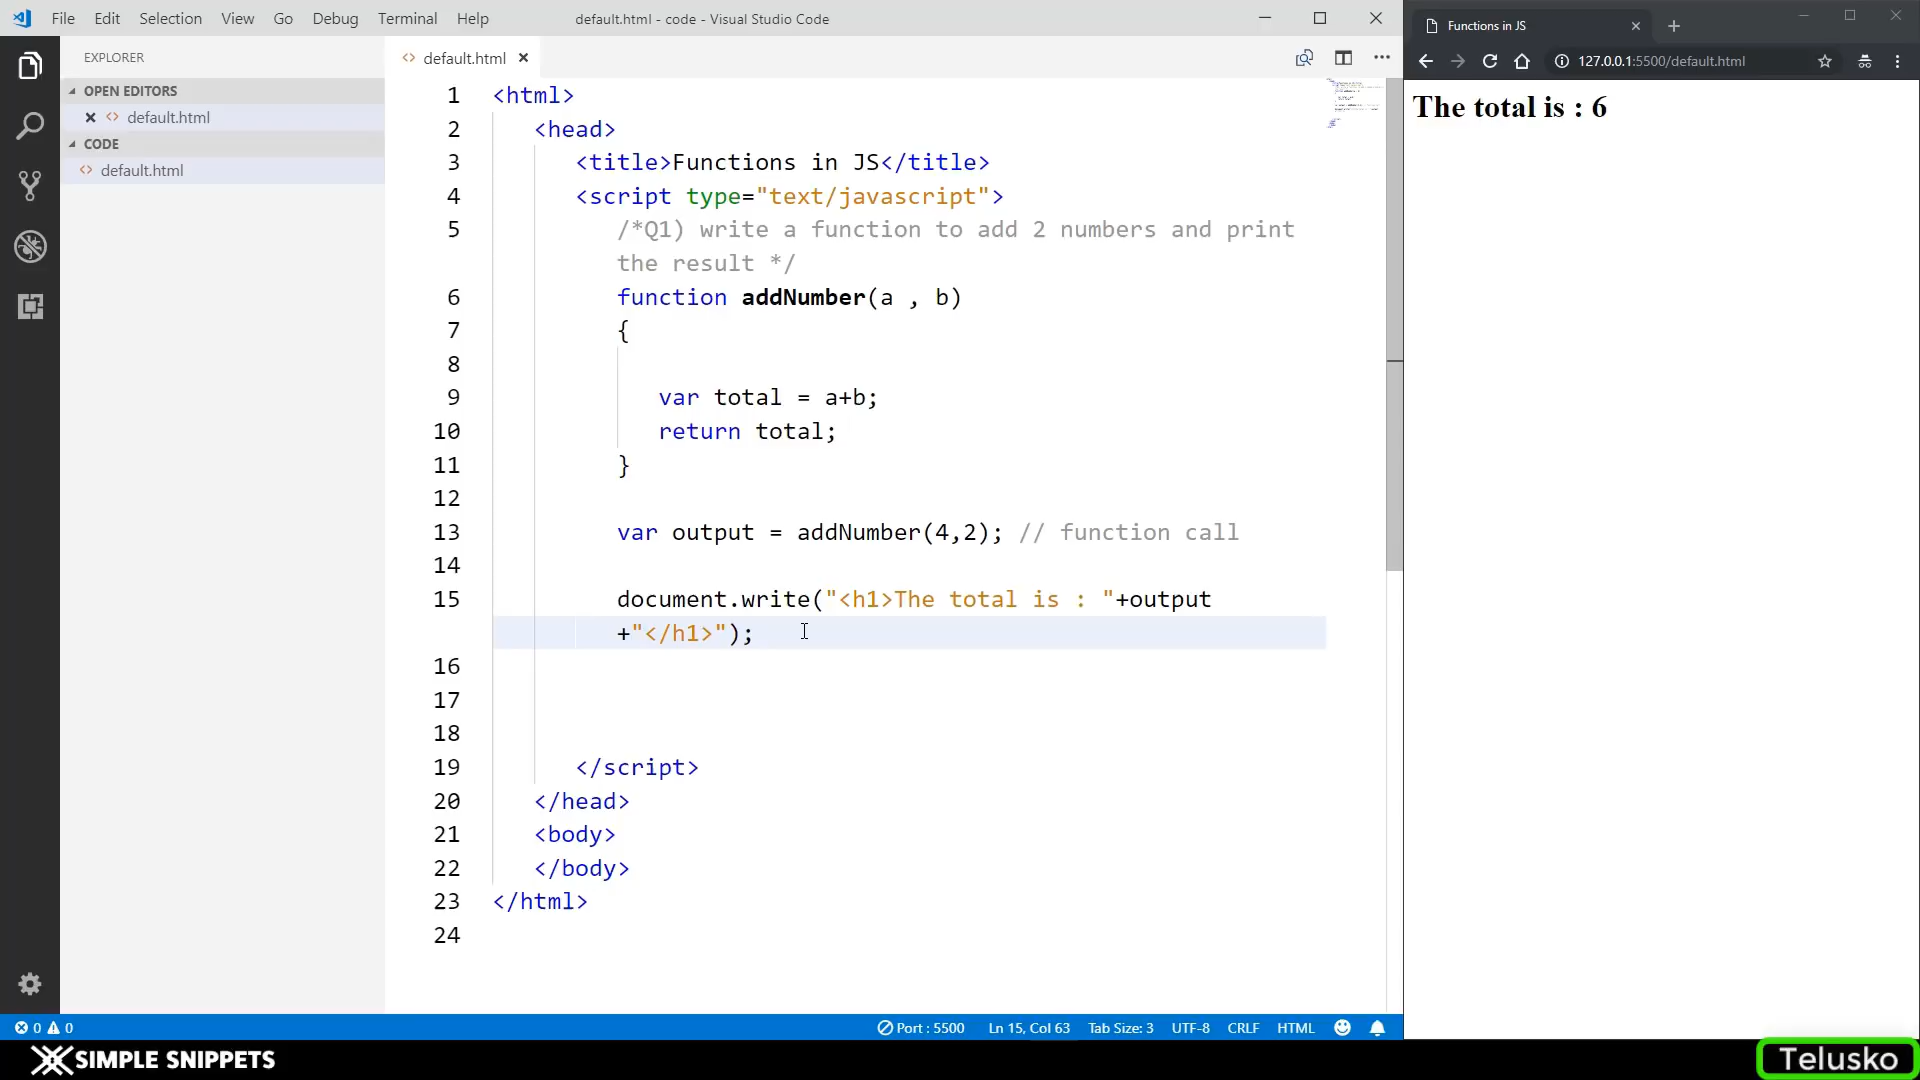 File Edit Selection View Go Debug Terminal Help
default.html - code - Visual Studio Code
Functions in JS
127.0.0.1:5500/default.html
EXPLORER
OPEN EDITORS
default.html
CODE
default.html
default.html
1 <html>
2 <head>
3 <title>Functions in JS</title>
4 <script type="text/javascript">
5 /*Q1) write a function to add 2 numbers and print
the result */
6 function addNumber(a , b)
7 {
8
9 var total = a+b;
10 return total;
11 }
12
13 var output = addNumber(4,2); // function call
14
15 document.write("<h1>The total is : "+output
+"</h1>");
16
17
18
19 </script>
20 </head>
21 <body>
22 </body>
23 </html>
24
The total is : 6
0 0
Port : 5500 Ln 15, Col 63 Tab Size: 3 UTF-8 CRLF HTML
SIMPLE SNIPPETS
Telusko